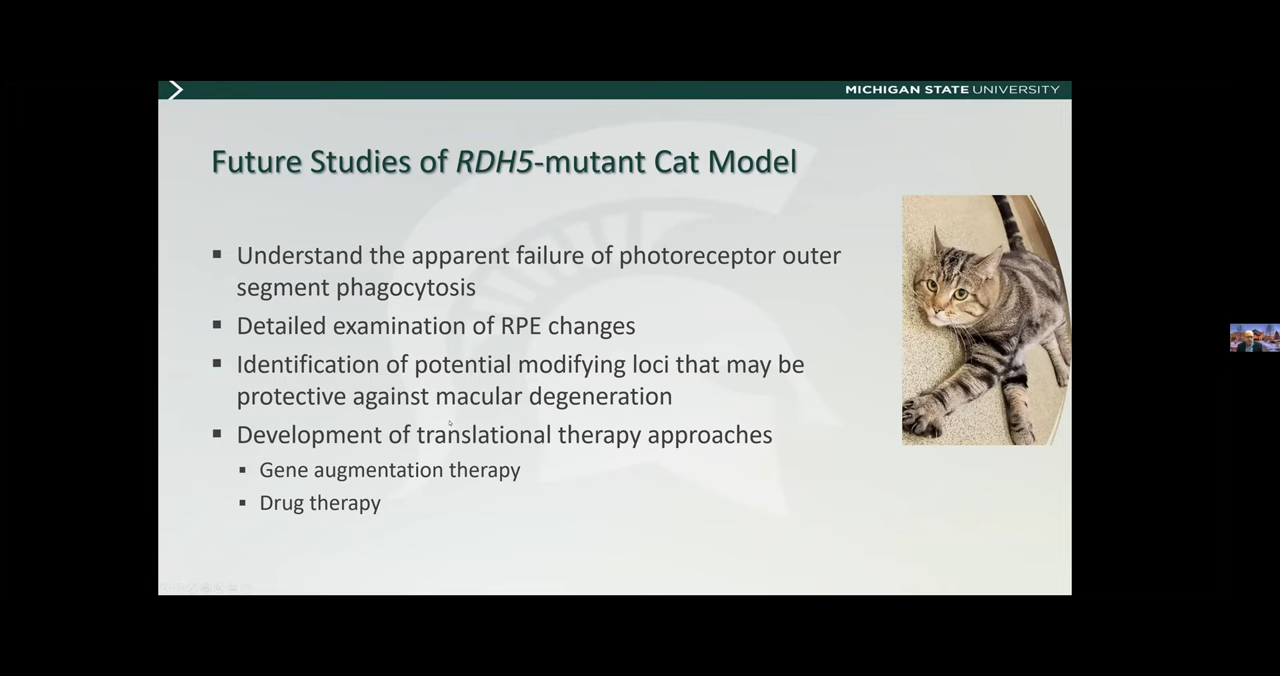 MICHIGAN STATE UNIVERSITY
Future Studies of RDH5-mutant Cat Model
▪ Understand the apparent failure of photoreceptor outer
segment phagocytosis
▪ Detailed examination of RPE changes
▪ Identification of potential modifying loci that may be
protective against macular degeneration
▪ Development of translational therapy approaches
▪ Gene augmentation therapy
▪ Drug therapy